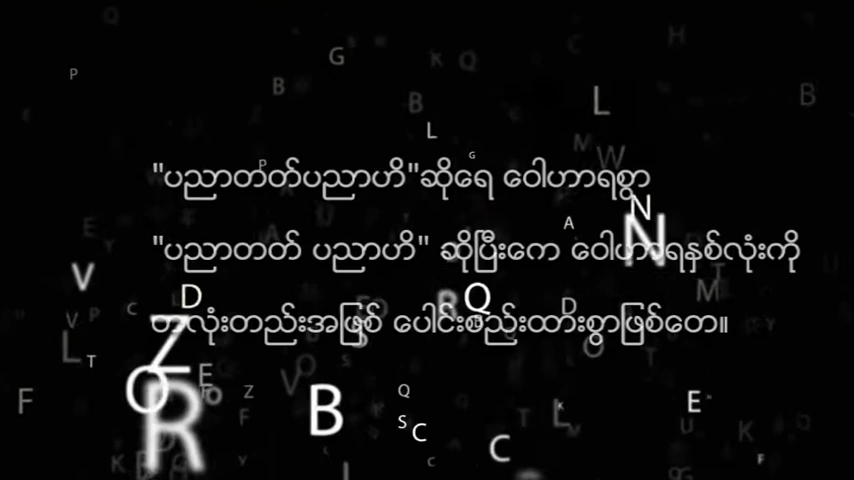 "ပညာတတ်ပညာဟိ"ဆိုရေ ဝေါဟာရစွာ
"ပညာတတ် ပညာဟိ" ဆိုပြီးကေ ဝေါဟာရနှစ်လုံးကို
တလုံးတည်းအဖြစ် ပေါင်းစည်းထားစွာဖြစ်တေ။